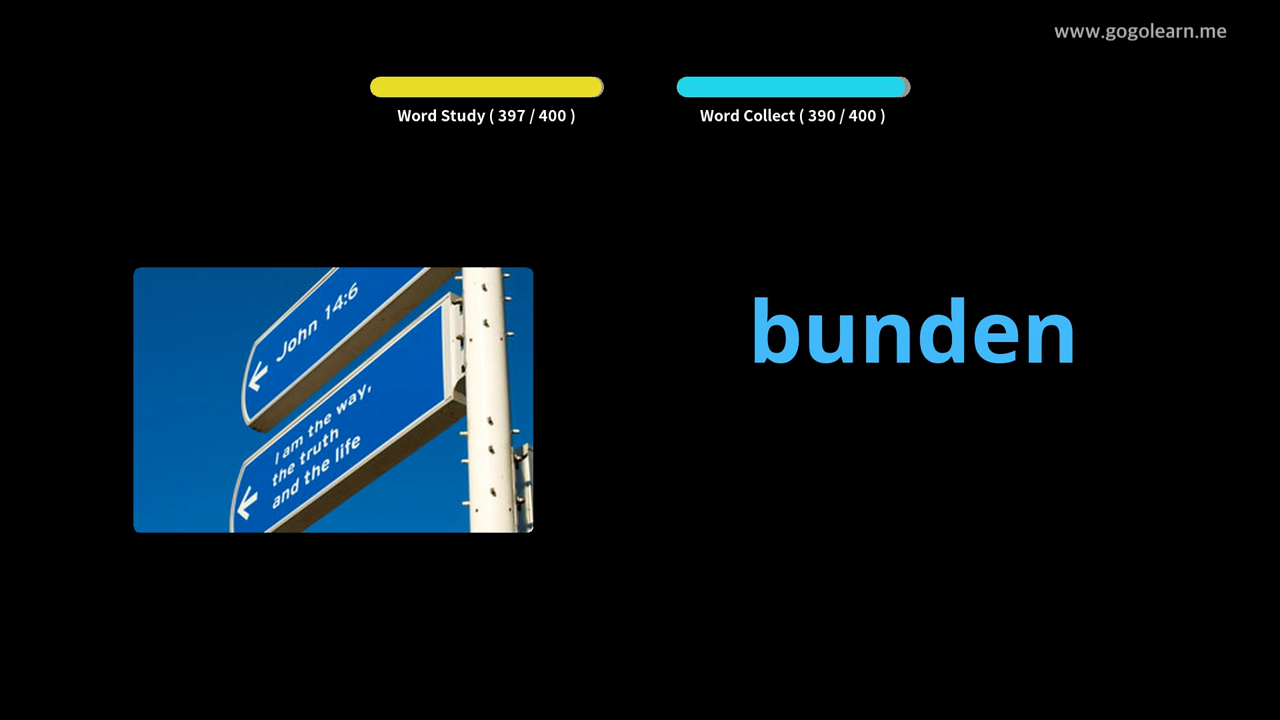 www.gogolearn.me
Word Study ( 397 / 400 )
Word Collect ( 390 / 400 )
John 14:6
I am the way,
the truth
and the life
bunden